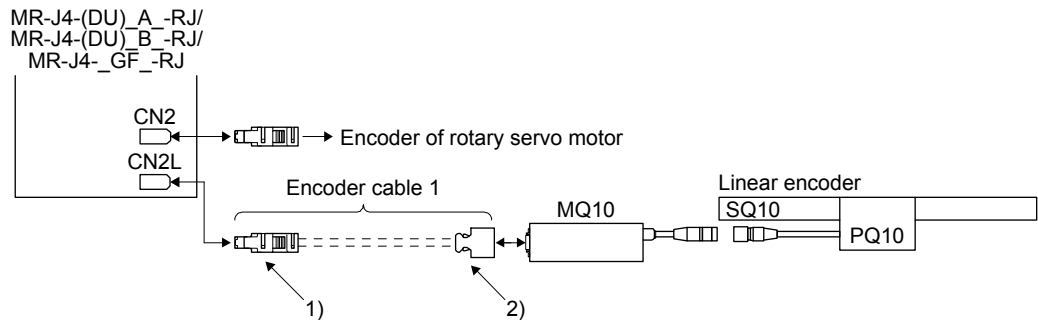 MR-J4-(DU)_A_-RJ/
MR-J4-(DU)_B_-RJ/
MR-J4-_GF_-RJ
CN2
Encoder of rotary servo motor
CN2L
Encoder cable 1
MQ10
Linear encoder
SQ10
PQ10
1)
2)